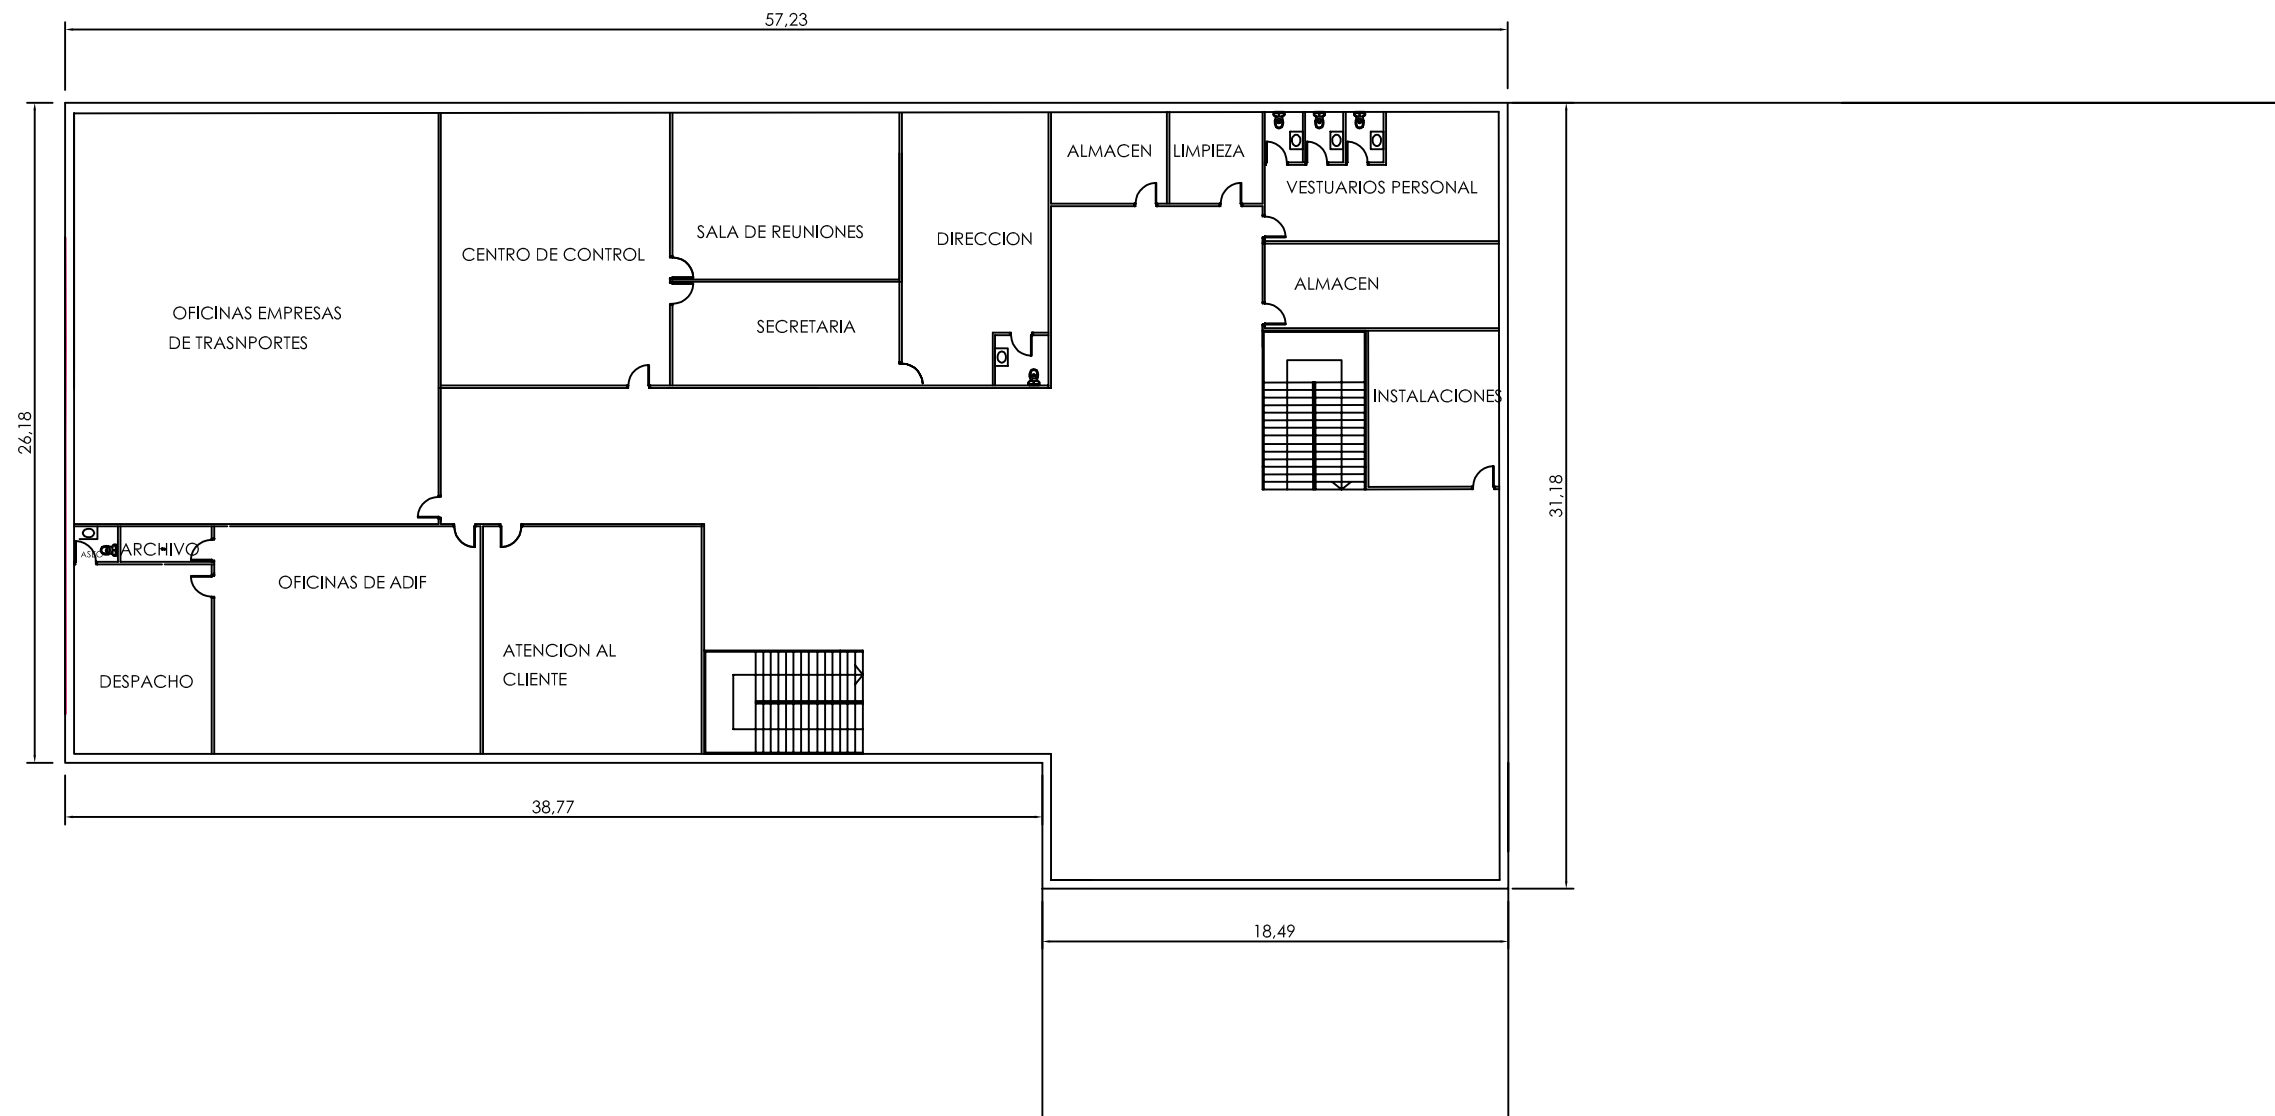 57,23
ALMACEN
LIMPIEZA
VESTUARIOS PERSONAL
SALA DE REUNIONES
DIRECCION
CENTRO DE CONTROL
ALMACEN
OFICINAS EMPRESAS
DE TRASNPORTES
SECRETARIA
INSTALACIONES
26,18
31,18
ASEO
ARCHIVO
OFICINAS DE ADIF
ATENCION AL
CLIENTE
DESPACHO
38,77
18,49